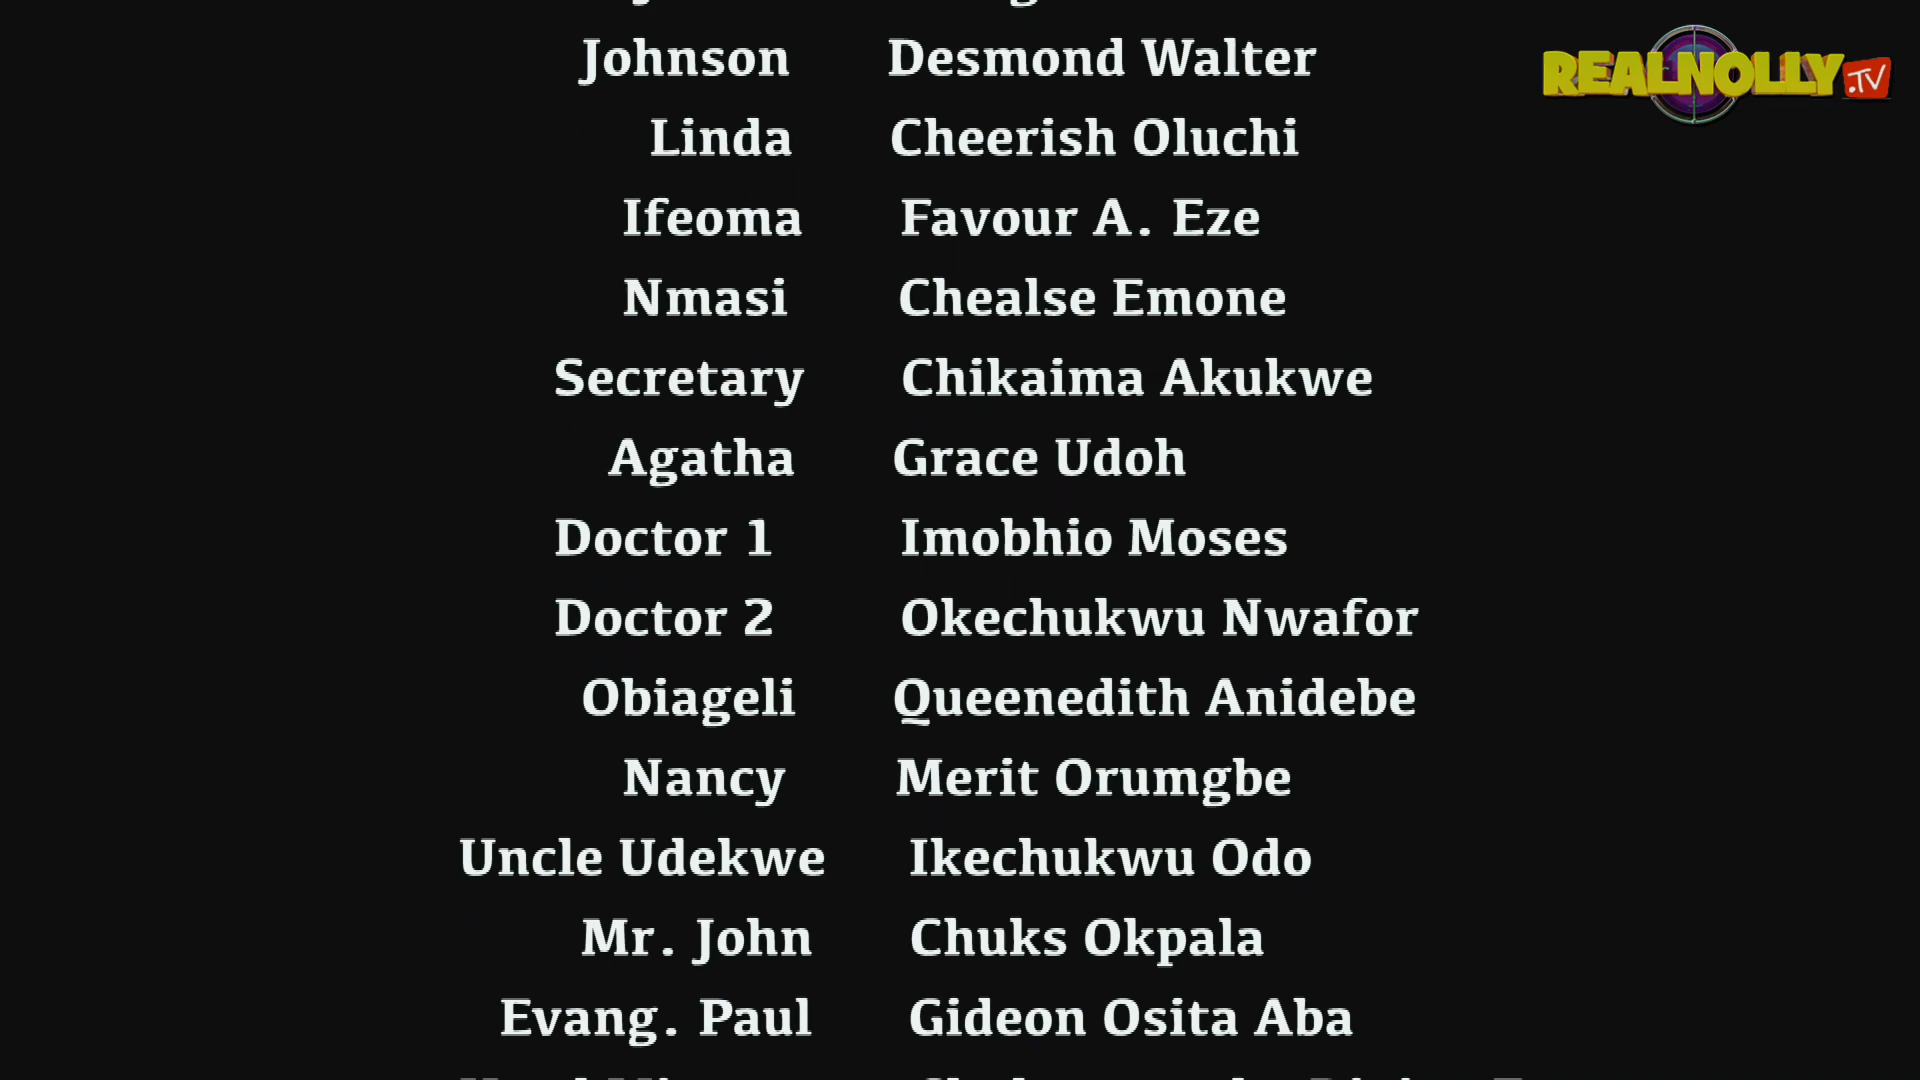 Johnson Desmond Walter
REALNOLLY.TV
Linda Cheerish Oluchi
Ifeoma Favour A. Eze
Nmasi Chealse Emone
Secretary Chikaima Akukwe
Agatha Grace Udoh
Doctor 1 Imobhio Moses
Doctor 2 Okechukwu Nwafor
Obiageli Queenedith Anidebe
Nancy Merit Orumgbe
Uncle Udekwe Ikechukwu Odo
Mr. John Chuks Okpala
Evang. Paul Gideon Osita Aba